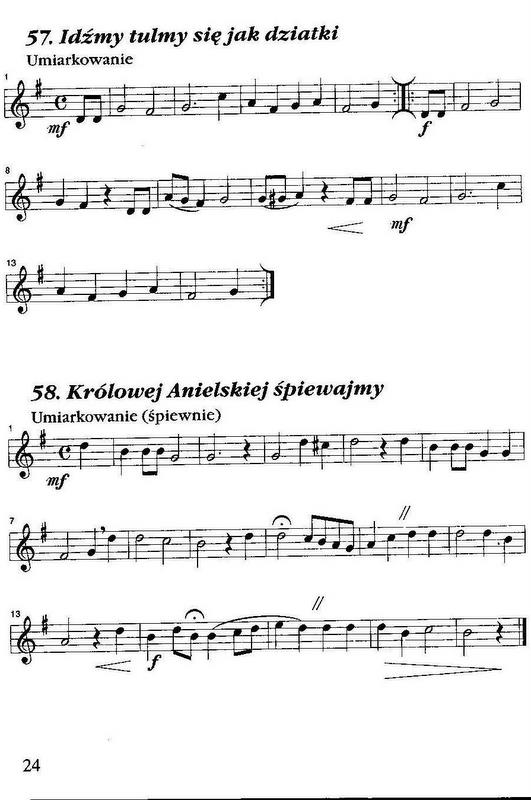 57. Idźmy tulmy się jak dziatki
Umiarkowanie
1
mf
f
8
mf
13
58. Królowej Anielskiej śpiewajmy
Umiarkowanie (śpiewnie)
1
mf
7
13
f
24